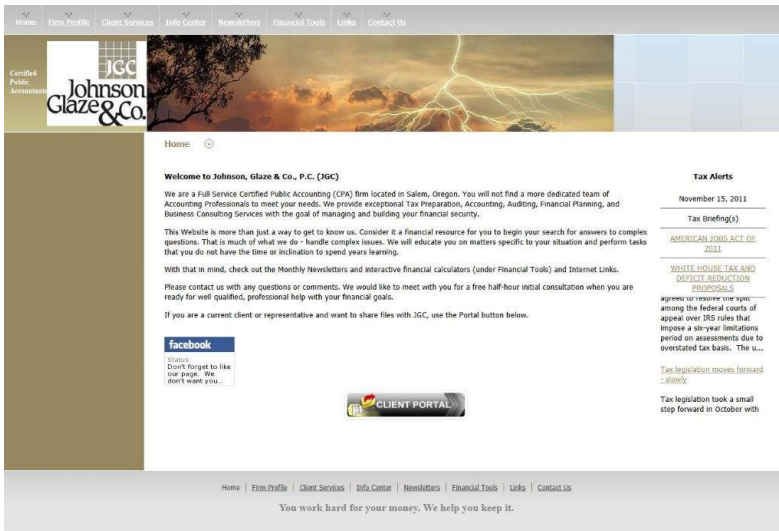 Home Firm Profile Client Services Info Center Newsletters Financial Tools Links Contact Us
Certified
Public
Accountants
JGC
Johnson
Glaze &Co.
Home
Welcome to Johnson, Glaze & Co., P.C. (JGC)
We are a Full Service Certified Public Accounting (CPA) firm located in Salem, Oregon. You will not find a more dedicated team of
Accounting Professionals to meet your needs. We provide exceptional Tax Preparation, Accounting, Auditing, Financial Planning, and
Business Consulting Services with the goal of managing and building your financial security.
This Website is more than just a way to get to know us. Consider it a financial resource for you to begin your search for answers to complex
questions. That is much of what we do - handle complex issues. We will educate you on matters specific to your situation and perform tasks
that you do not have the time or inclination to spend years learning.
With that in mind, check out the Monthly Newsletters and interactive financial calculators (under Financial Tools) and Internet Links.
Please contact us with any questions or comments. We would like to meet with you for a free half-hour initial consultation when you are
ready for well qualified, professional help with your financial goals.
If you are a current client or representative and want to share files with JGC, use the Portal button below.
facebook
Status:
Don't forget to like
our page. We
don't want you...
CLIENT PORTAL
Tax Alerts
November 15, 2011
Tax Briefing(s)
AMERICAN JOBS ACT OF
2011
WHITE HOUSE TAX AND
DEFICIT REDUCTION
PROPOSALS
agreed to resolve the split
among the federal courts of
appeal over IRS rules that
impose a six-year limitations
period on assessments due to
overstated tax basis. The u...
Tax legislation moves forward
- slowly
Tax legislation took a small
step forward in October with
Home | Firm Profile | Client Services | Info Center | Newsletters | Financial Tools | Links | Contact Us
You work hard for your money. We help you keep it.